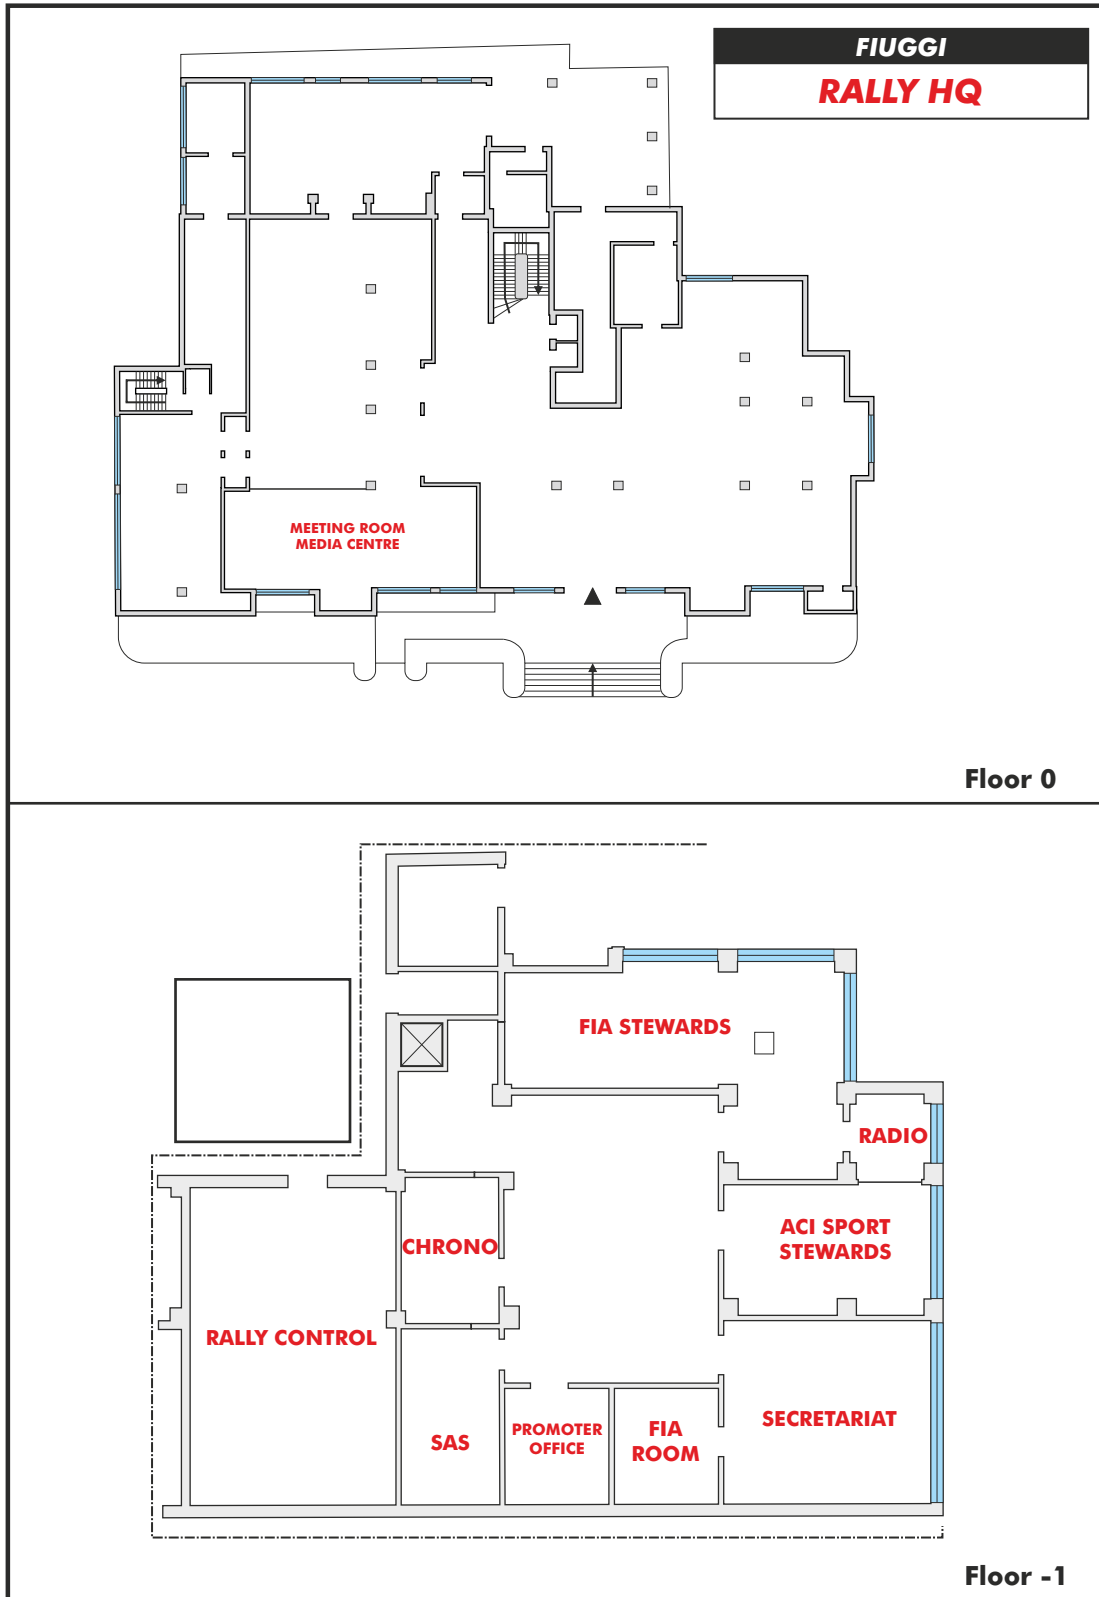 FIUGGI
RALLY HQ
MEETING ROOM
MEDIA CENTRE
Floor 0
FIA STEWARDS
RADIO
ACI SPORT
STEWARDS
CHRONO
RALLY CONTROL
SECRETARIAT
SAS
PROMOTER
OFFICE
FIA
ROOM
Floor -1